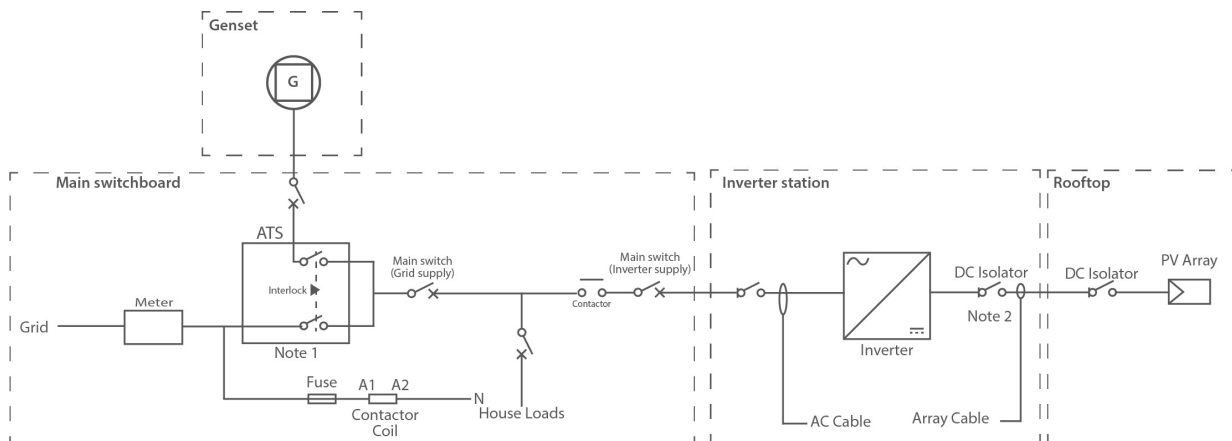 Genset
G
Main switchboard
Inverter station
Rooftop
ATS
Main switch
(Grid supply)
Main switch
(Inverter supply)
PV Array
DC Isolator
DC Isolator
Interlock
Contactor
Meter
Note 2
Grid
Note 1
Inverter
Fuse
A1
A2
N
Contactor
Coil
House Loads
AC Cable
Array Cable